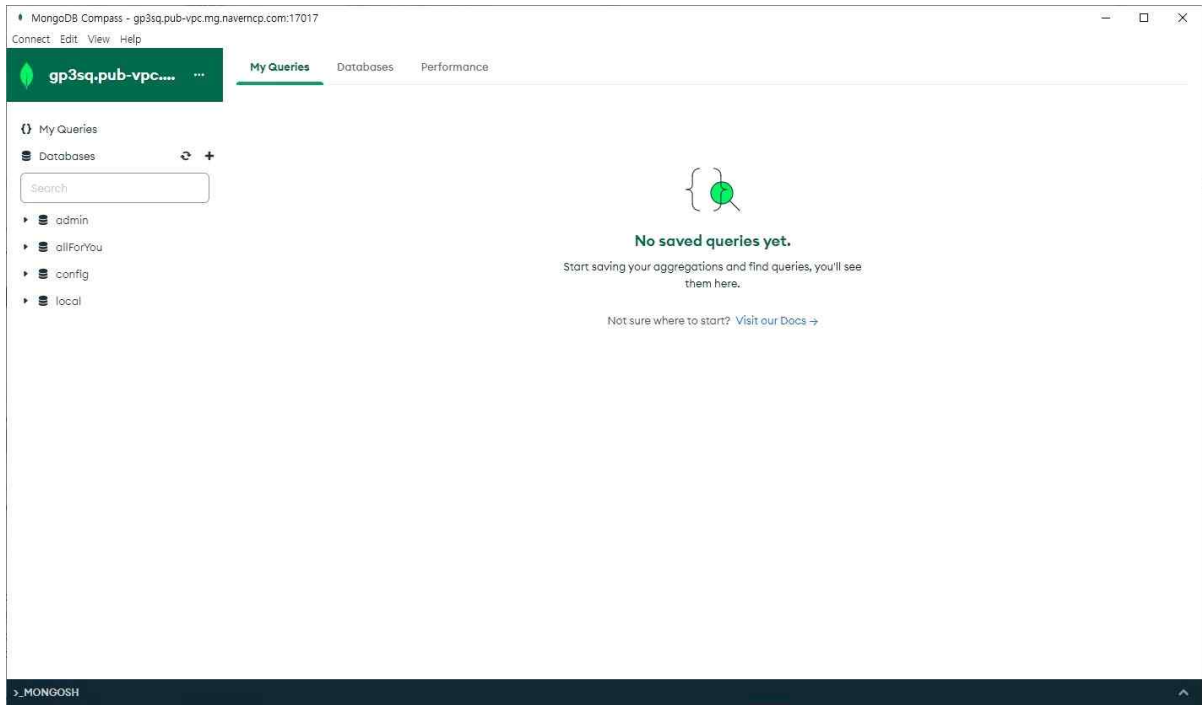 MongoDB Compass - gp3sq.pub-vpc.mg.naverncp.com:17017
Connect Edit View Help
gp3sq.pub-vpc.... ...
My Queries Databases Performance
{} My Queries
Databases
Search
admin
allForYou
config
local
No saved queries yet.
Start saving your aggregations and find queries, you'll see
them here.
Not sure where to start? Visit our Docs →
>_MONGOSH